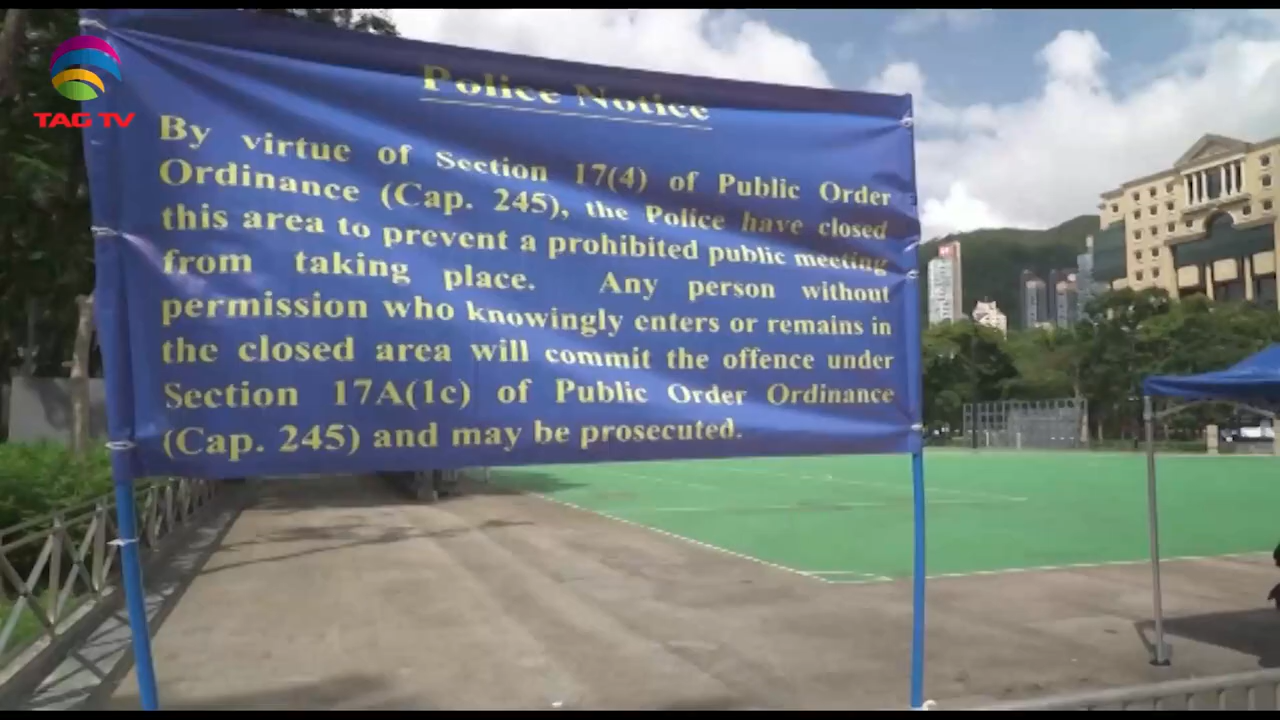 TAG TV
Police Notice
By virtue of Section 17(4) of Public Order
Ordinance (Cap. 245), the Police have closed
this area to prevent a prohibited public meeting
from taking place. Any person without
permission who knowingly enters or remains in
the closed area will commit the offence under
Section 17A(1c) of Public Order Ordinance
(Cap. 245) and may be prosecuted.